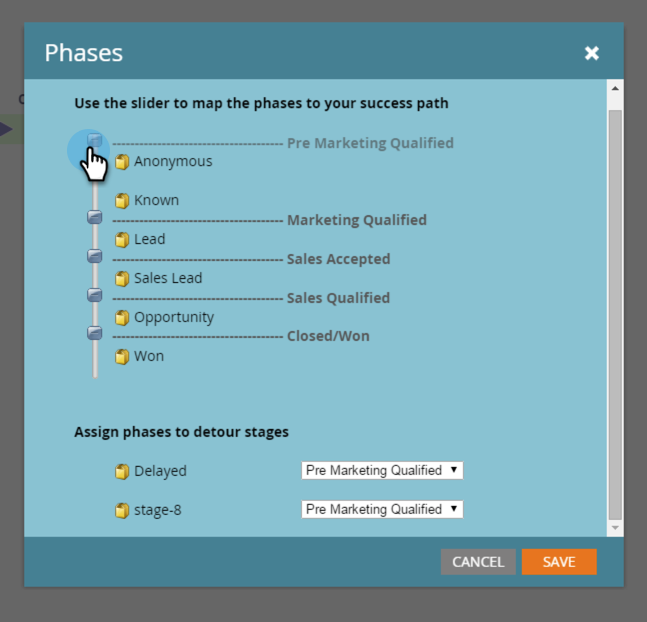 Phases
Use the slider to map the phases to your success path
Pre Marketing Qualified
Anonymous
Known
Marketing Qualified
Lead
Sales Accepted
Sales Lead
Sales Qualified
Opportunity
Closed/Won
Won
Assign phases to detour stages
Delayed Pre Marketing Qualified
stage-8 Pre Marketing Qualified
CANCEL SAVE